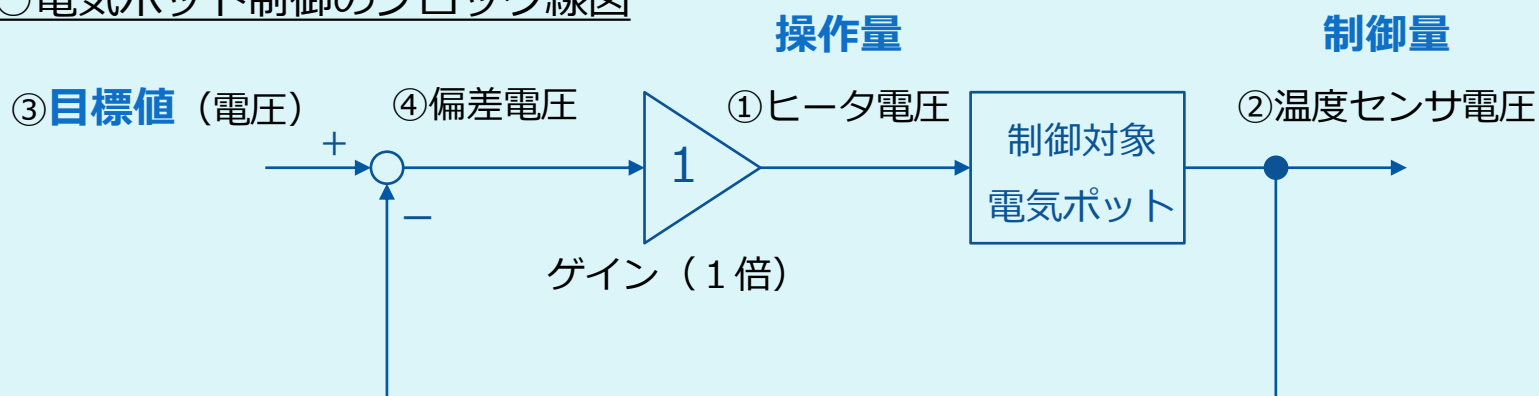 ○電気ポット制御のブロック線図
操作量
制御量
③目標値（電圧）
④偏差電圧
①ヒータ電圧
②温度センサ電圧
＋
－
1
制御対象
電気ポット
ゲイン（１倍）